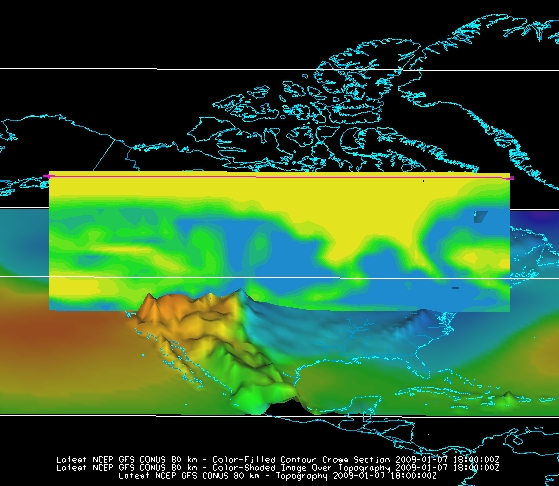 Latest NCEP GFS CONUS 80 km - Color-Filled Contour Cross Section 2009-01-07 18:00:00Z
Latest NCEP GFS CONUS 80 km - Color-Shaded Image Over Topography 2009-01-07 18:00:00Z
Latest NCEP GFS CONUS 80 km - Topography 2009-01-07 18:00:00Z